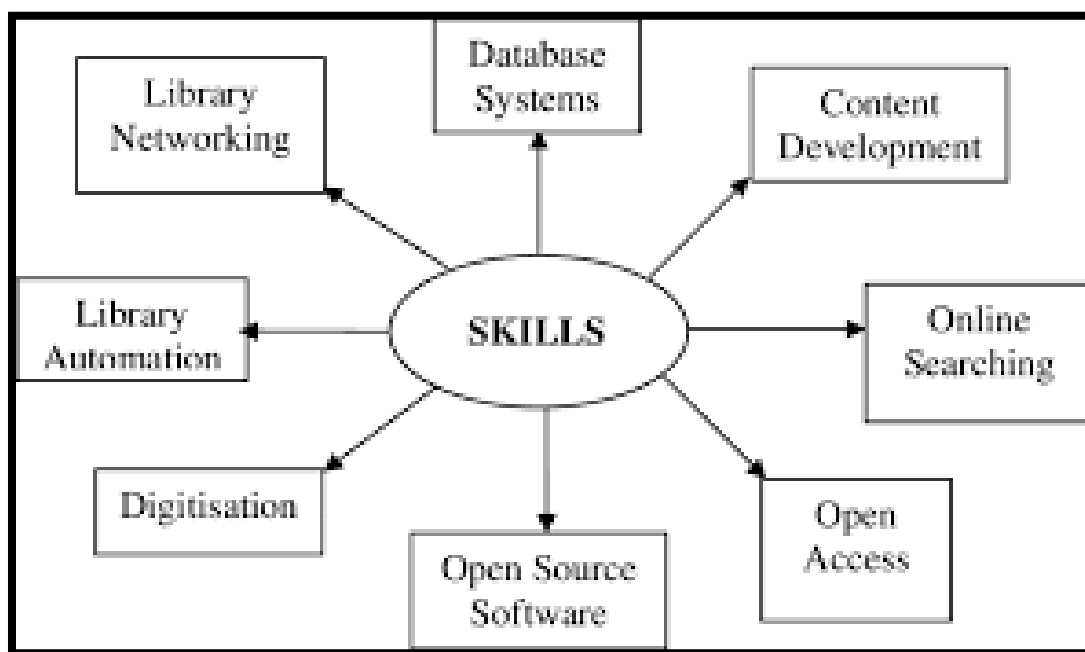 Database
Systems
Library
Networking
Content
Development
Library
Automation
SKILLS
Online
Searching
Digitisation
Open Source
Software
Open
Access